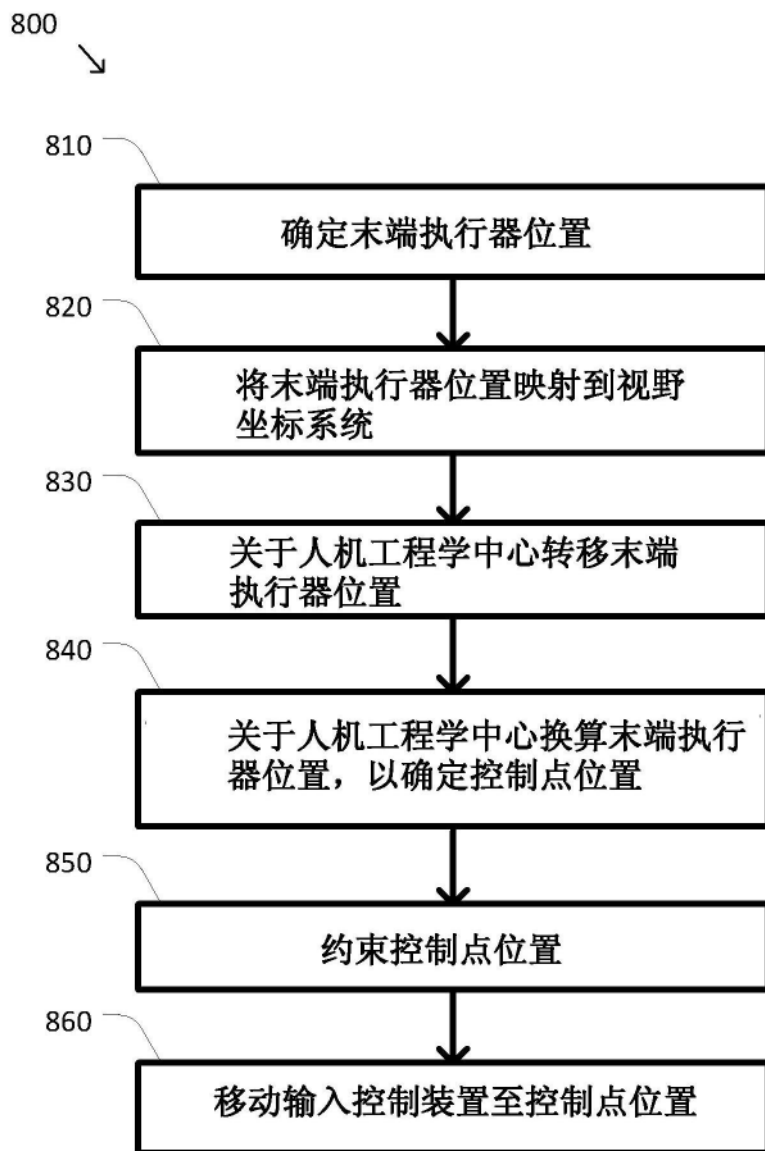 800
810
确定末端执行器位置
820
将末端执行器位置映射到视野
坐标系统
830
关于人机工程学中心转移末端
执行器位置
840
关于人机工程学中心换算末端执行
器位置，以确定控制点位置
850
约束控制点位置
860
移动输入控制装置至控制点位置